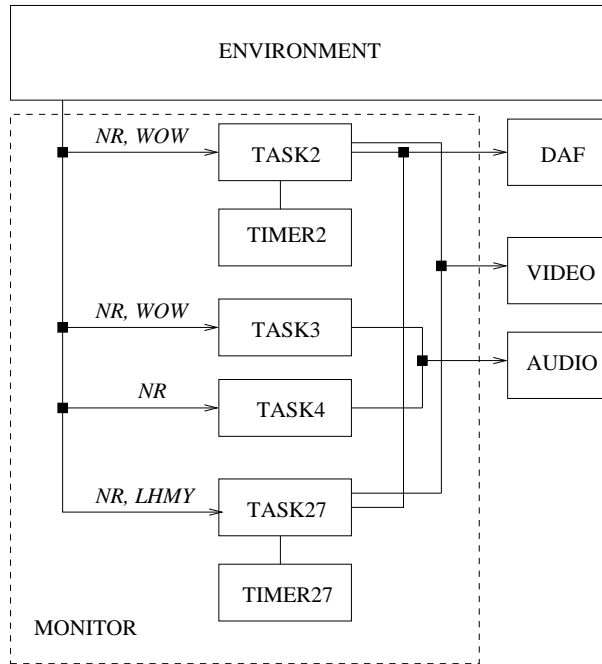 ENVIRONMENT
NR, WOW
TASK2
DAF
TIMER2
VIDEO
NR, WOW
TASK3
AUDIO
NR
TASK4
NR, LHMY
TASK27
TIMER27
MONITOR